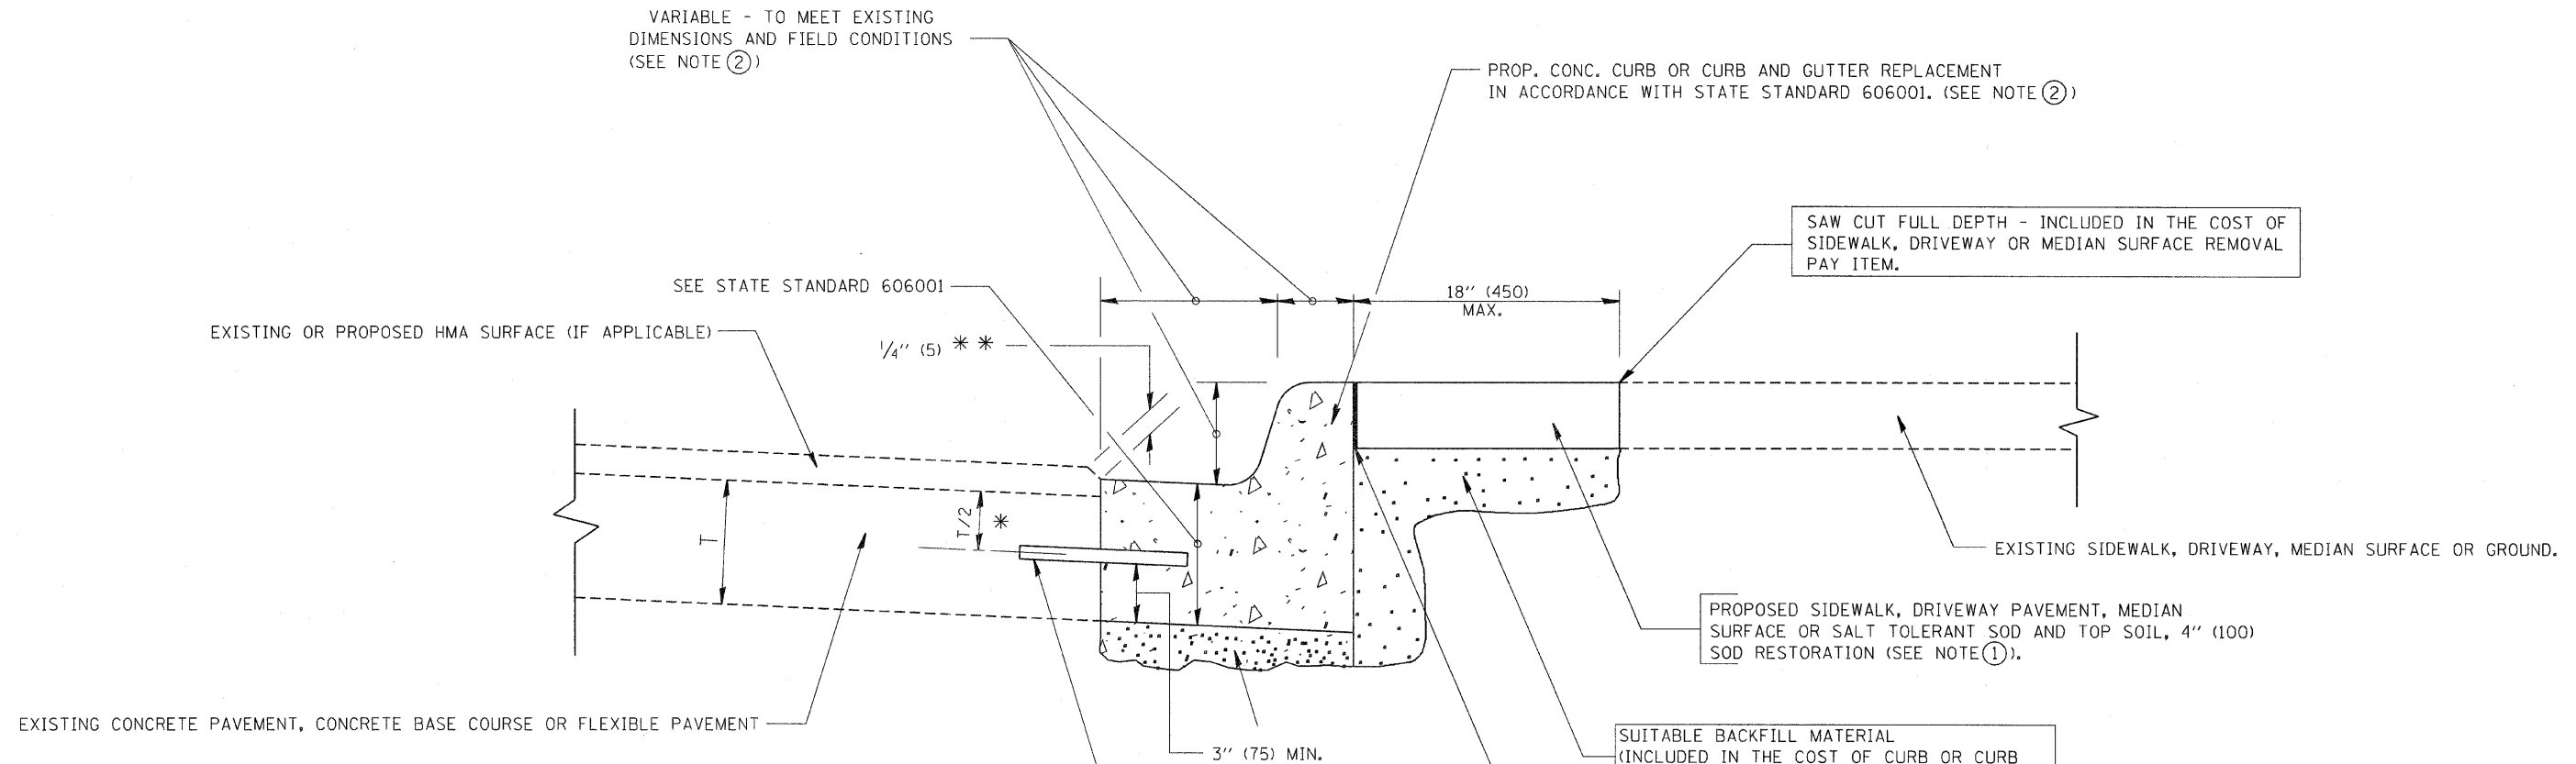 VARIABLE - TO MEET EXISTING
DIMENSIONS AND FIELD CONDITIONS
(SEE NOTE ②)
PROP. CONC. CURB OR CURB AND GUTTER REPLACEMENT
IN ACCORDANCE WITH STATE STANDARD 606001. (SEE NOTE ②)
SAW CUT FULL DEPTH - INCLUDED IN THE COST OF
SIDEWALK, DRIVEWAY OR MEDIAN SURFACE REMOVAL
PAY ITEM.
SEE STATE STANDARD 606001
18" (450)
MAX.
EXISTING OR PROPOSED HMA SURFACE (IF APPLICABLE)
1/4" (5) * *
T
T/2 *
EXISTING SIDEWALK, DRIVEWAY, MEDIAN SURFACE OR GROUND.
PROPOSED SIDEWALK, DRIVEWAY PAVEMENT, MEDIAN
SURFACE OR SALT TOLERANT SOD AND TOP SOIL, 4" (100)
SOD RESTORATION (SEE NOTE ①).
EXISTING CONCRETE PAVEMENT, CONCRETE BASE COURSE OR FLEXIBLE PAVEMENT
3" (75) MIN.
SUITABLE BACKFILL MATERIAL
(INCLUDED IN THE COST OF CURB OR CURB